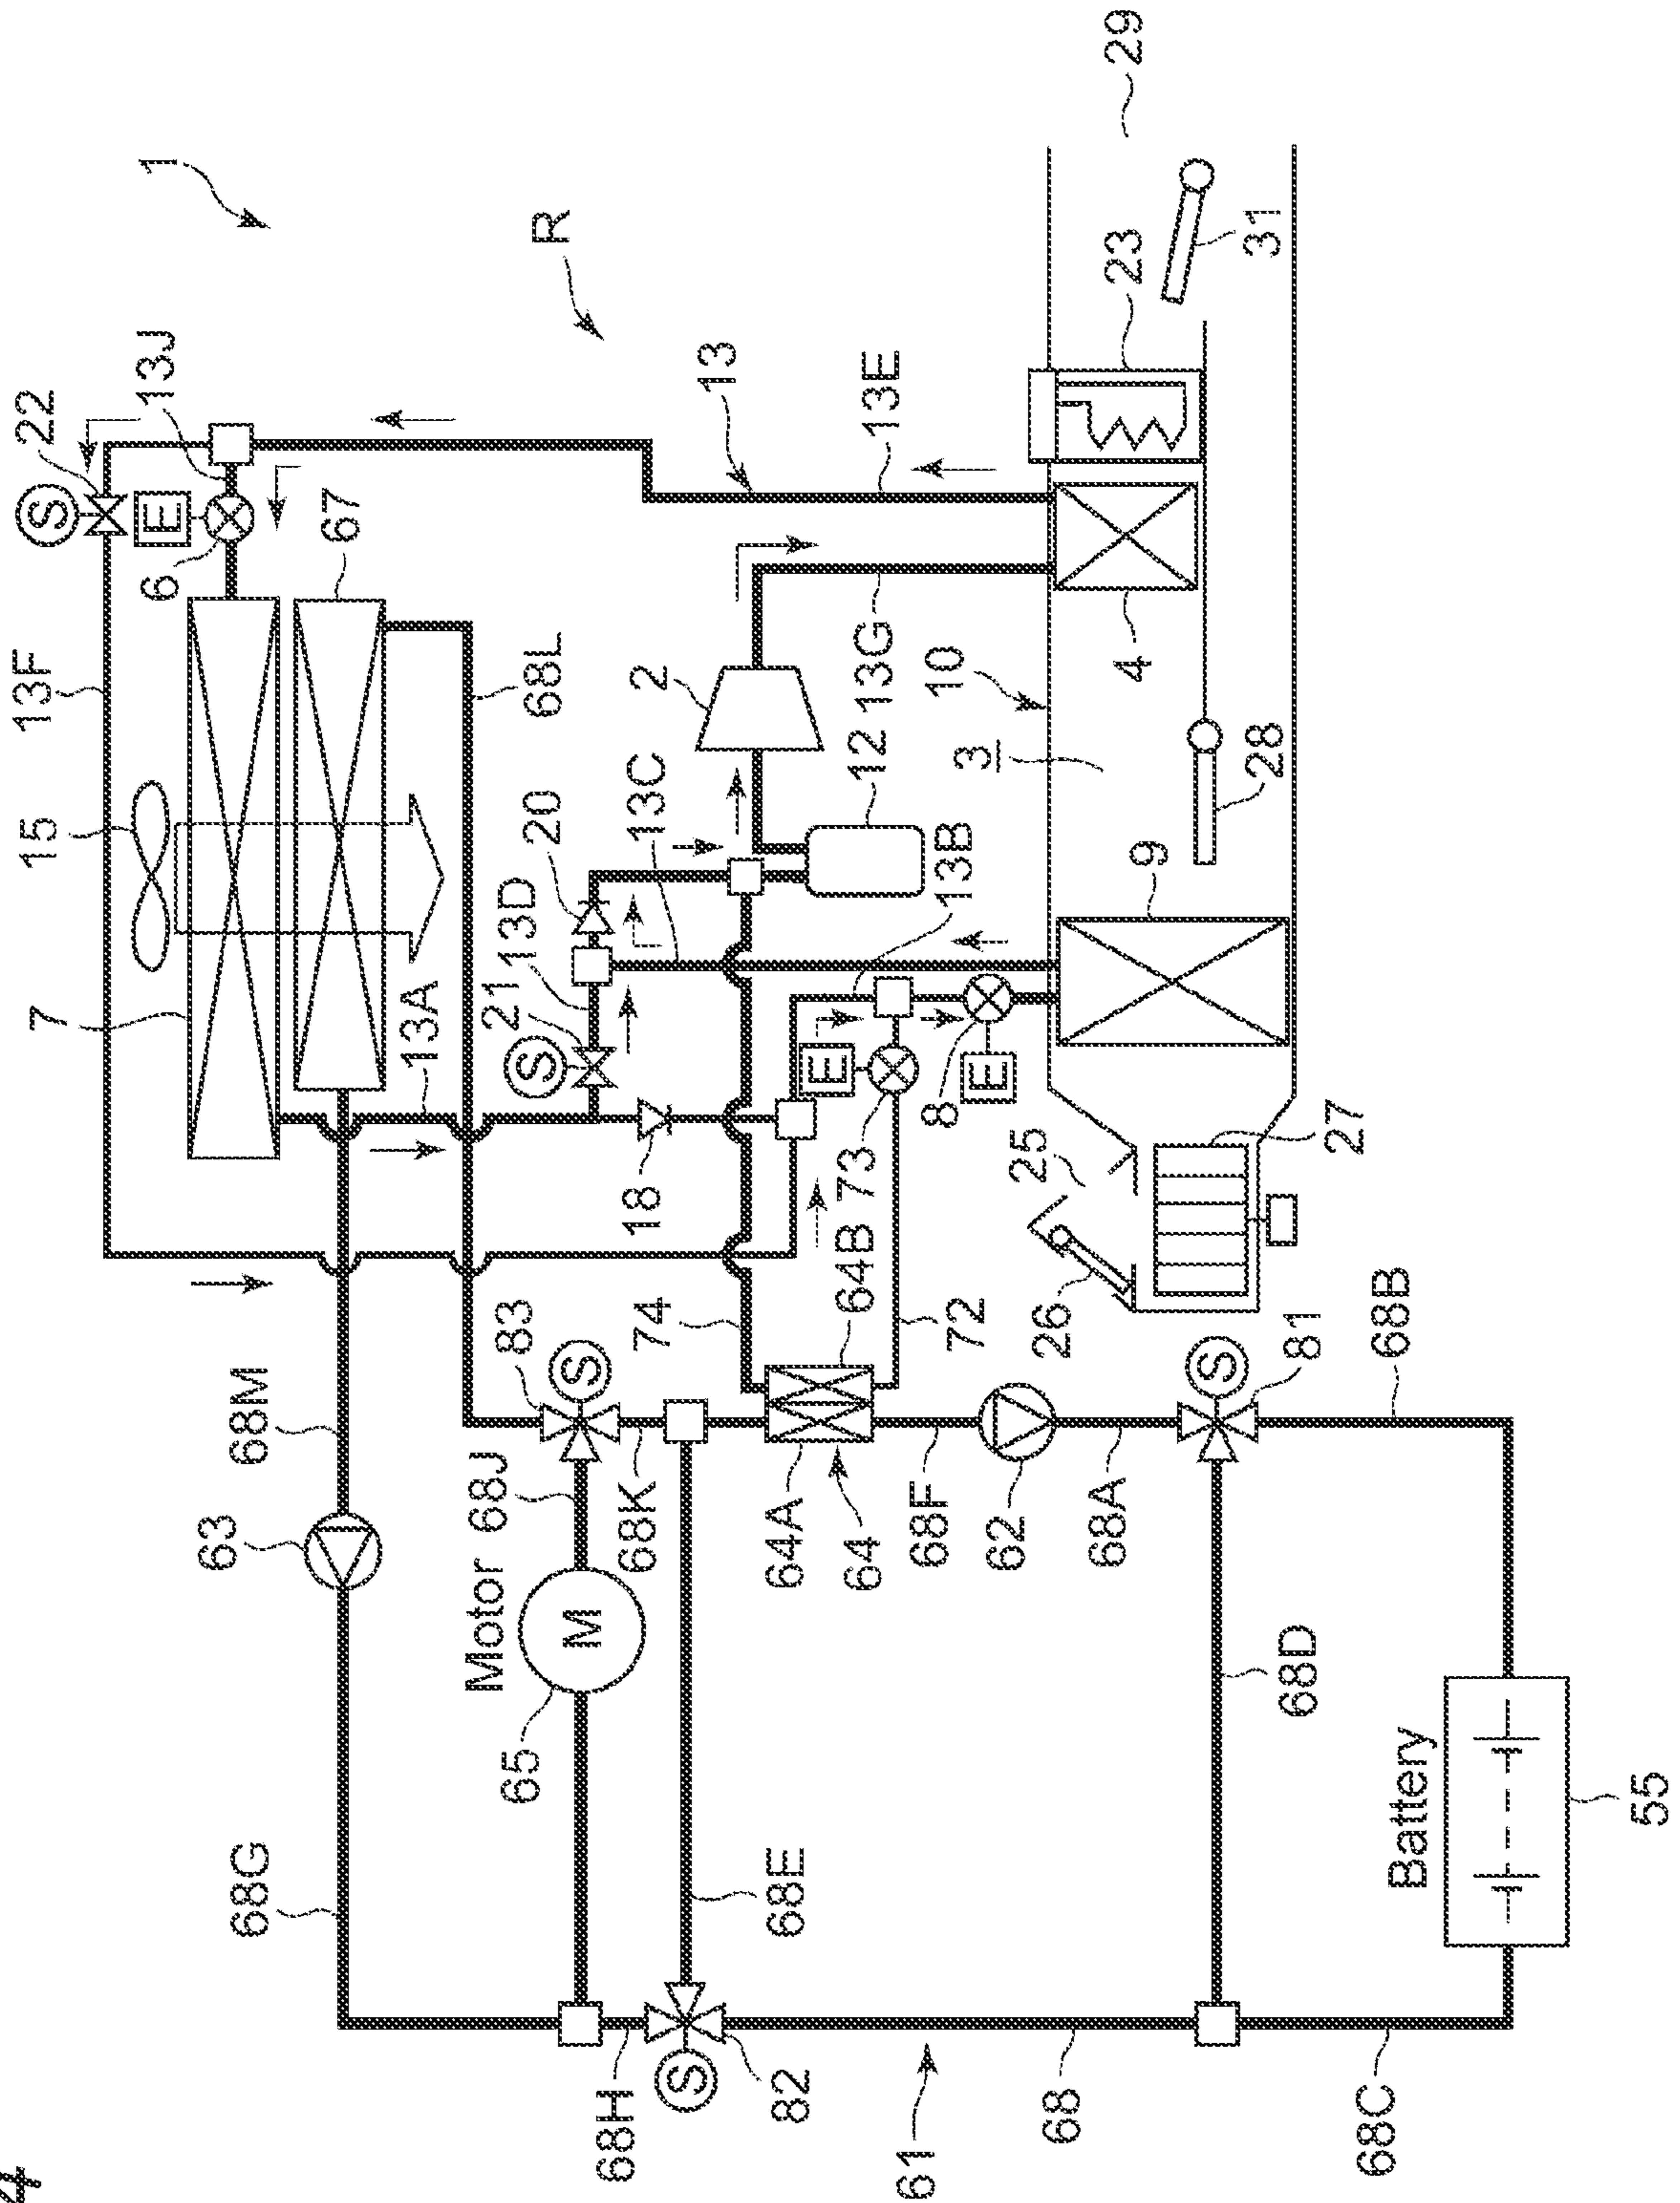 4
15
13F
S
22
7
6
E
13J
1
63
68G
68M
67
13A
Motor
65
M
68J
83
S
21
S
13D
20
68L
R
68H
S
82
68K
18
74
13C
2
13
68E
64A
64
64B
73
E
13G
12
13E
61
68F
72
8
E
13B
10
3
62
68
68A
26
25
9
4
23
29
68D
81
S
28
31
27
68C
Battery
68B
55